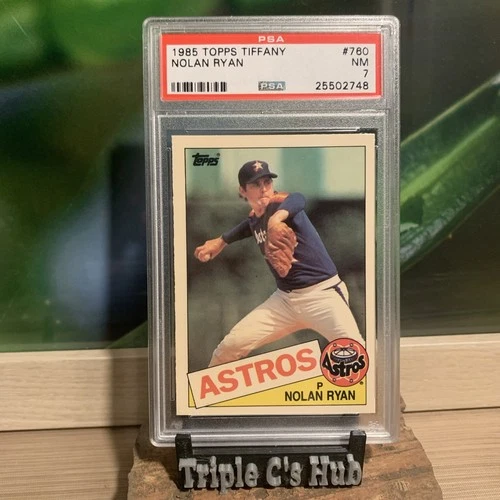 PSA
1985 TOPPS TIFFANY #760
NOLAN RYAN NM
7
PSA 25502748
Topps
ASTROS
Astros
P
NOLAN RYAN
Triple C's Hub